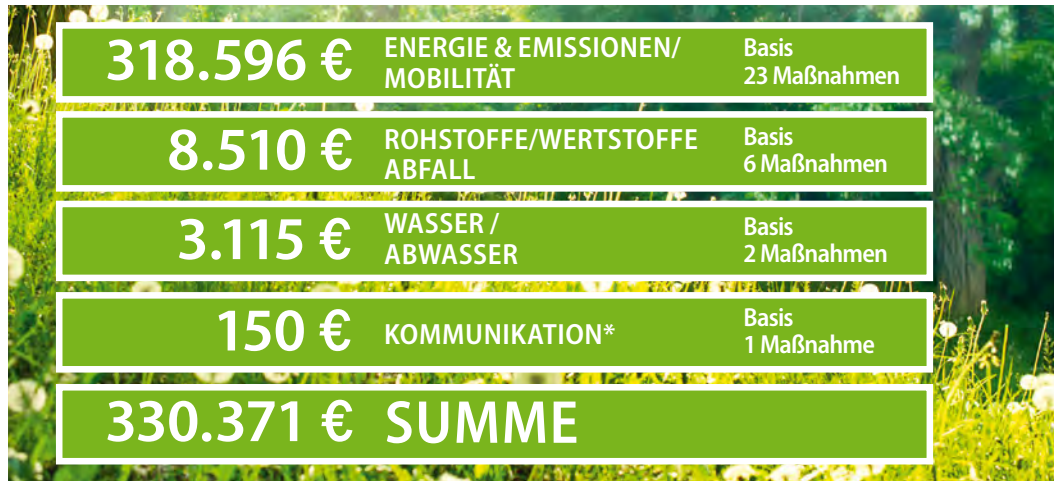 318.596 € ENERGIE & EMISSIONEN/ Basis
MOBILITÄT 23 Maßnahmen
8.510 € ROHSTOFFE/WERTSTOFFE Basis
ABFALL 6 Maßnahmen
3.115 € WASSER / Basis
ABWASSER 2 Maßnahmen
150 € KOMMUNIKATION* Basis
1 Maßnahme
330.371 € SUMME